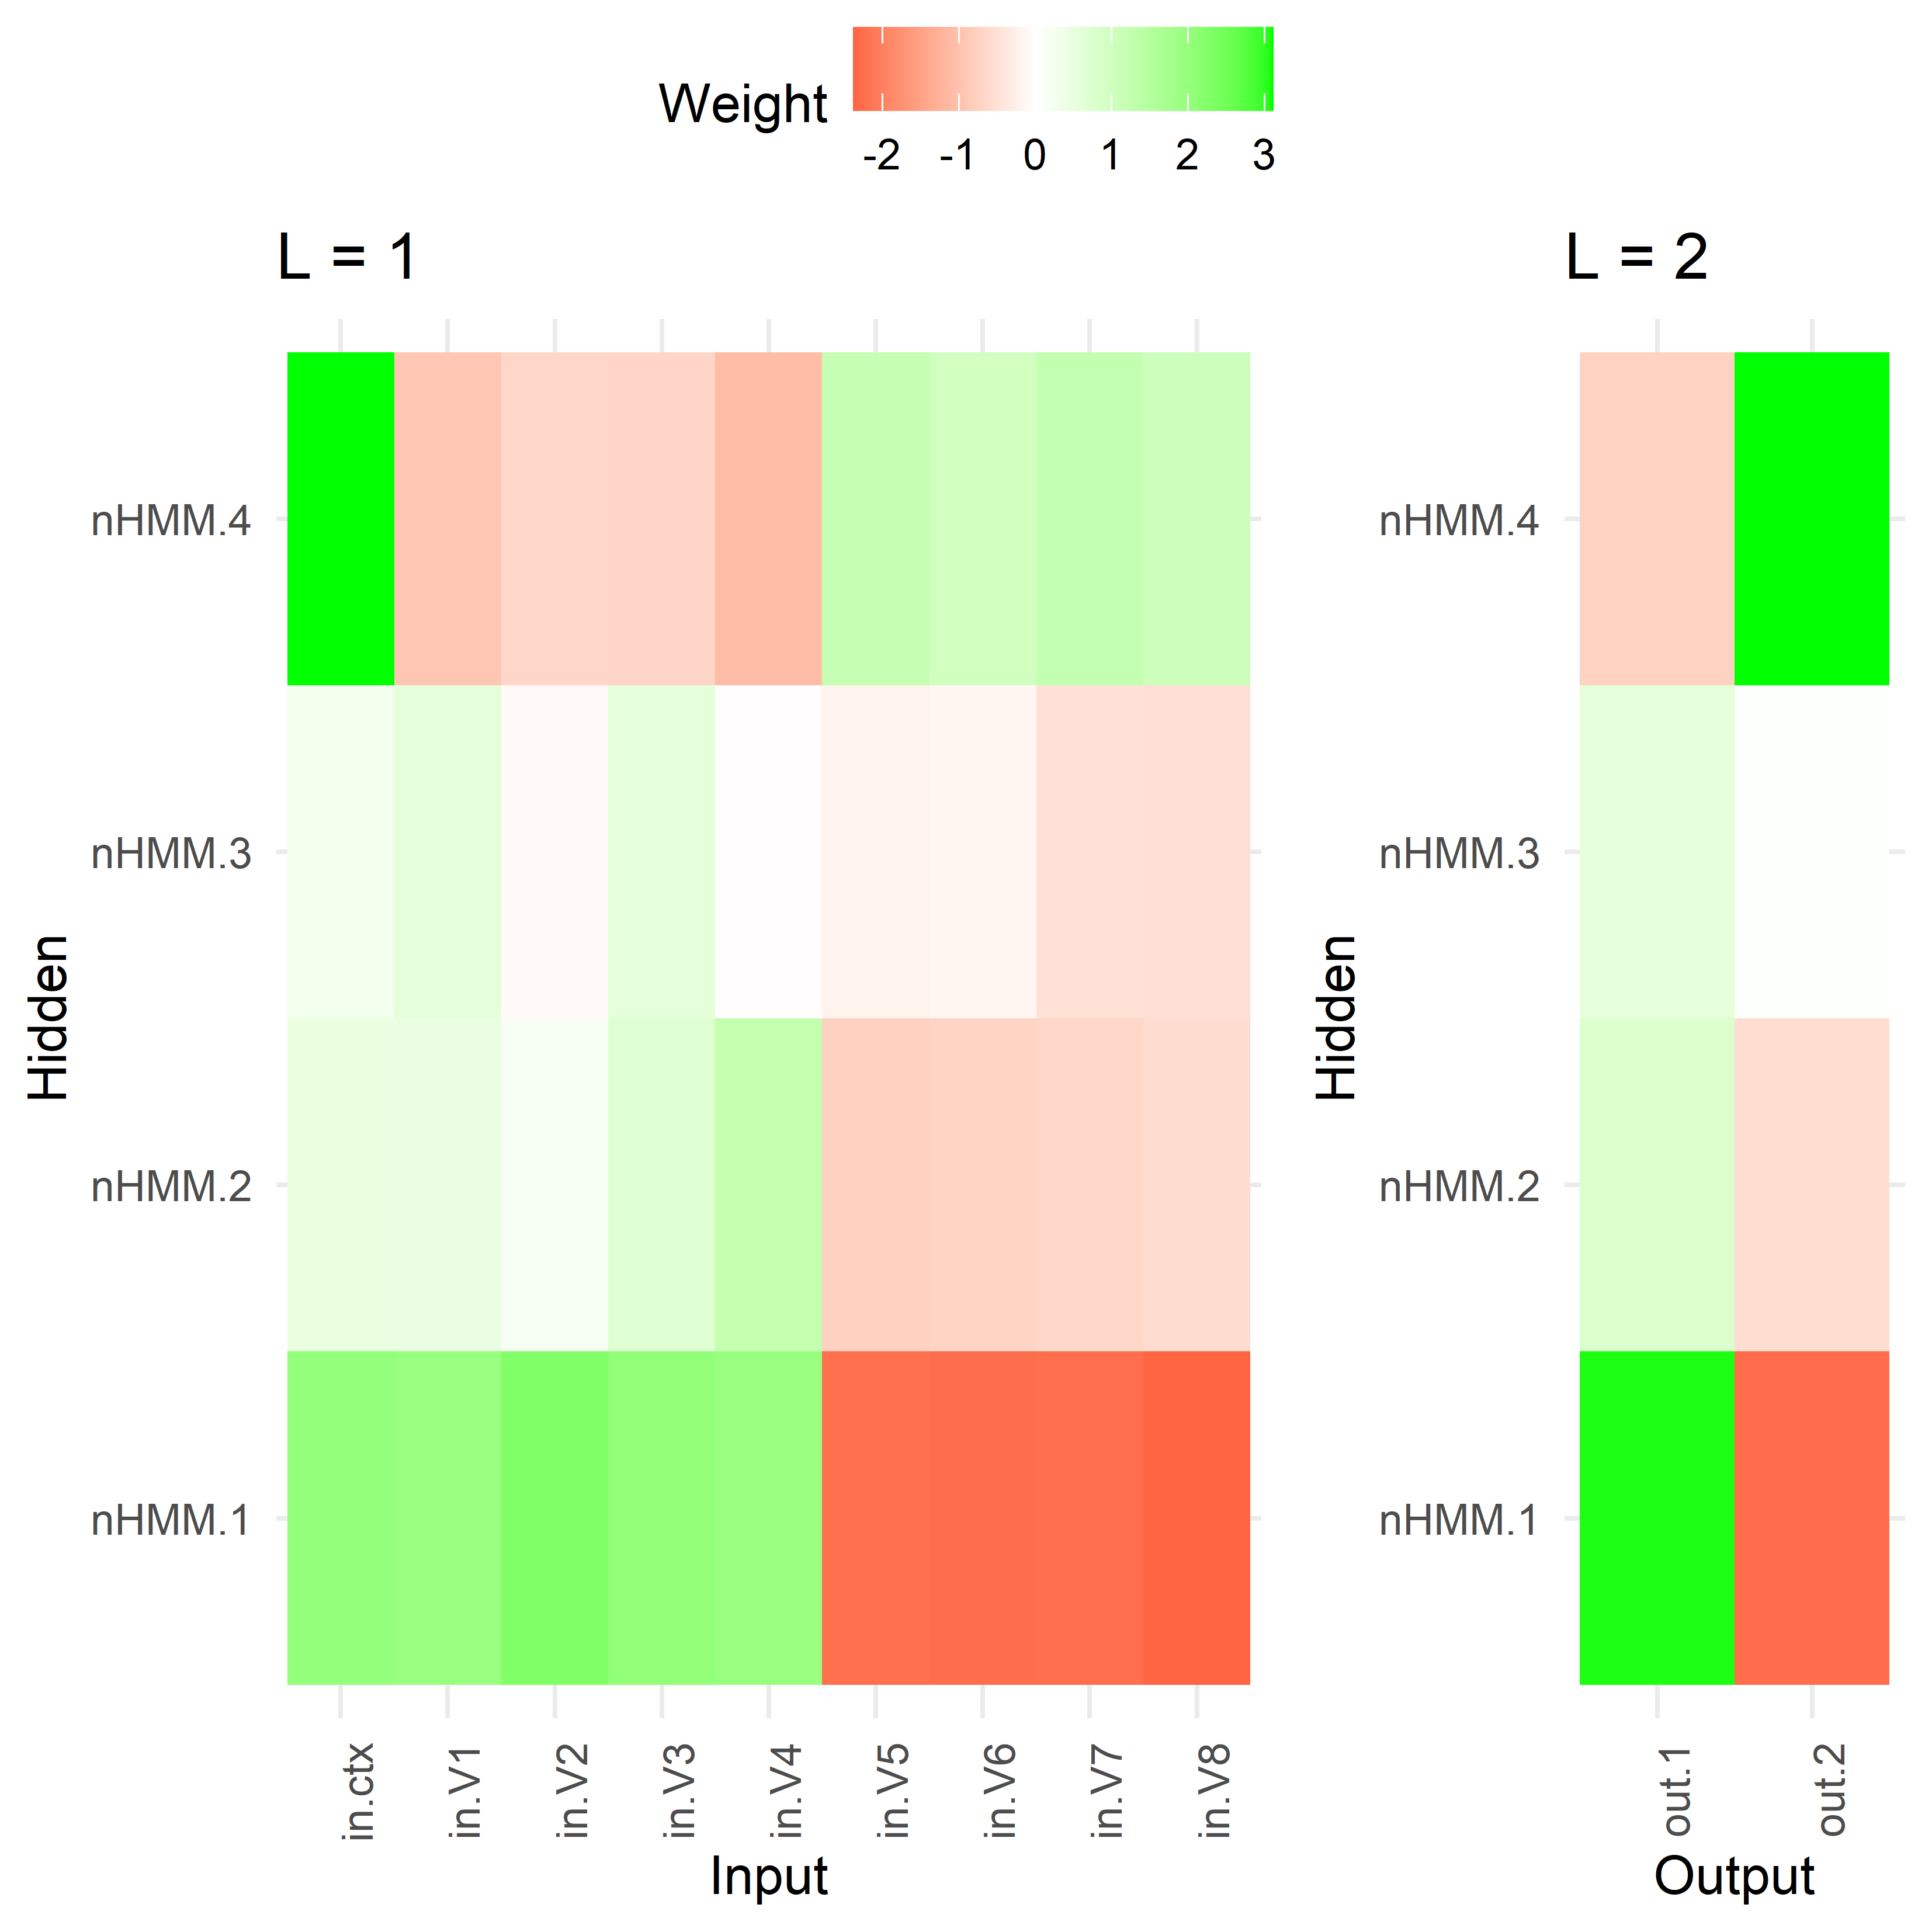 Weight
-2 -1 0 1 2 3
L = 1
L = 2
Hidden
nHMM.4
nHMM.3
nHMM.2
nHMM.1
in.ctx in.V1 in.V2 in.V3 in.V4 in.V5 in.V6 in.V7 in.V8
Input
Hidden
nHMM.4
nHMM.3
nHMM.2
nHMM.1
out.1 out.2
Output